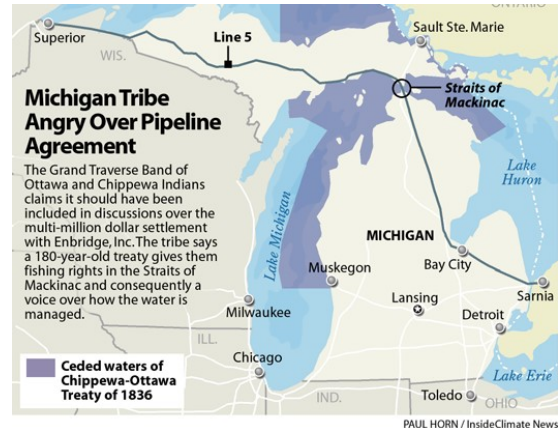 ONTARIO
Superior
Sault Ste. Marie
Line 5
WIS.
Straits of
Mackinac
Michigan Tribe
Angry Over Pipeline
Agreement
The Grand Traverse Band of
Ottawa and Chippewa Indians
claims it should have been
included in discussions over the
multi-million dollar settlement
with Enbridge, Inc. The tribe says
a 180-year-old treaty gives them
fishing rights in the Straits of
Mackinac and consequently a
voice over how the water is
managed.
Lake
Huron
Lake Michigan
MICHIGAN
Bay City
Muskegon
Sarnia
Lansing
Milwaukee
Detroit
ILL.
Chicago
Lake Erie
Ceded waters of
Chippewa-Ottawa
Treaty of 1836
IND.
Toledo
OHIO
PAUL HORN / InsideClimate News